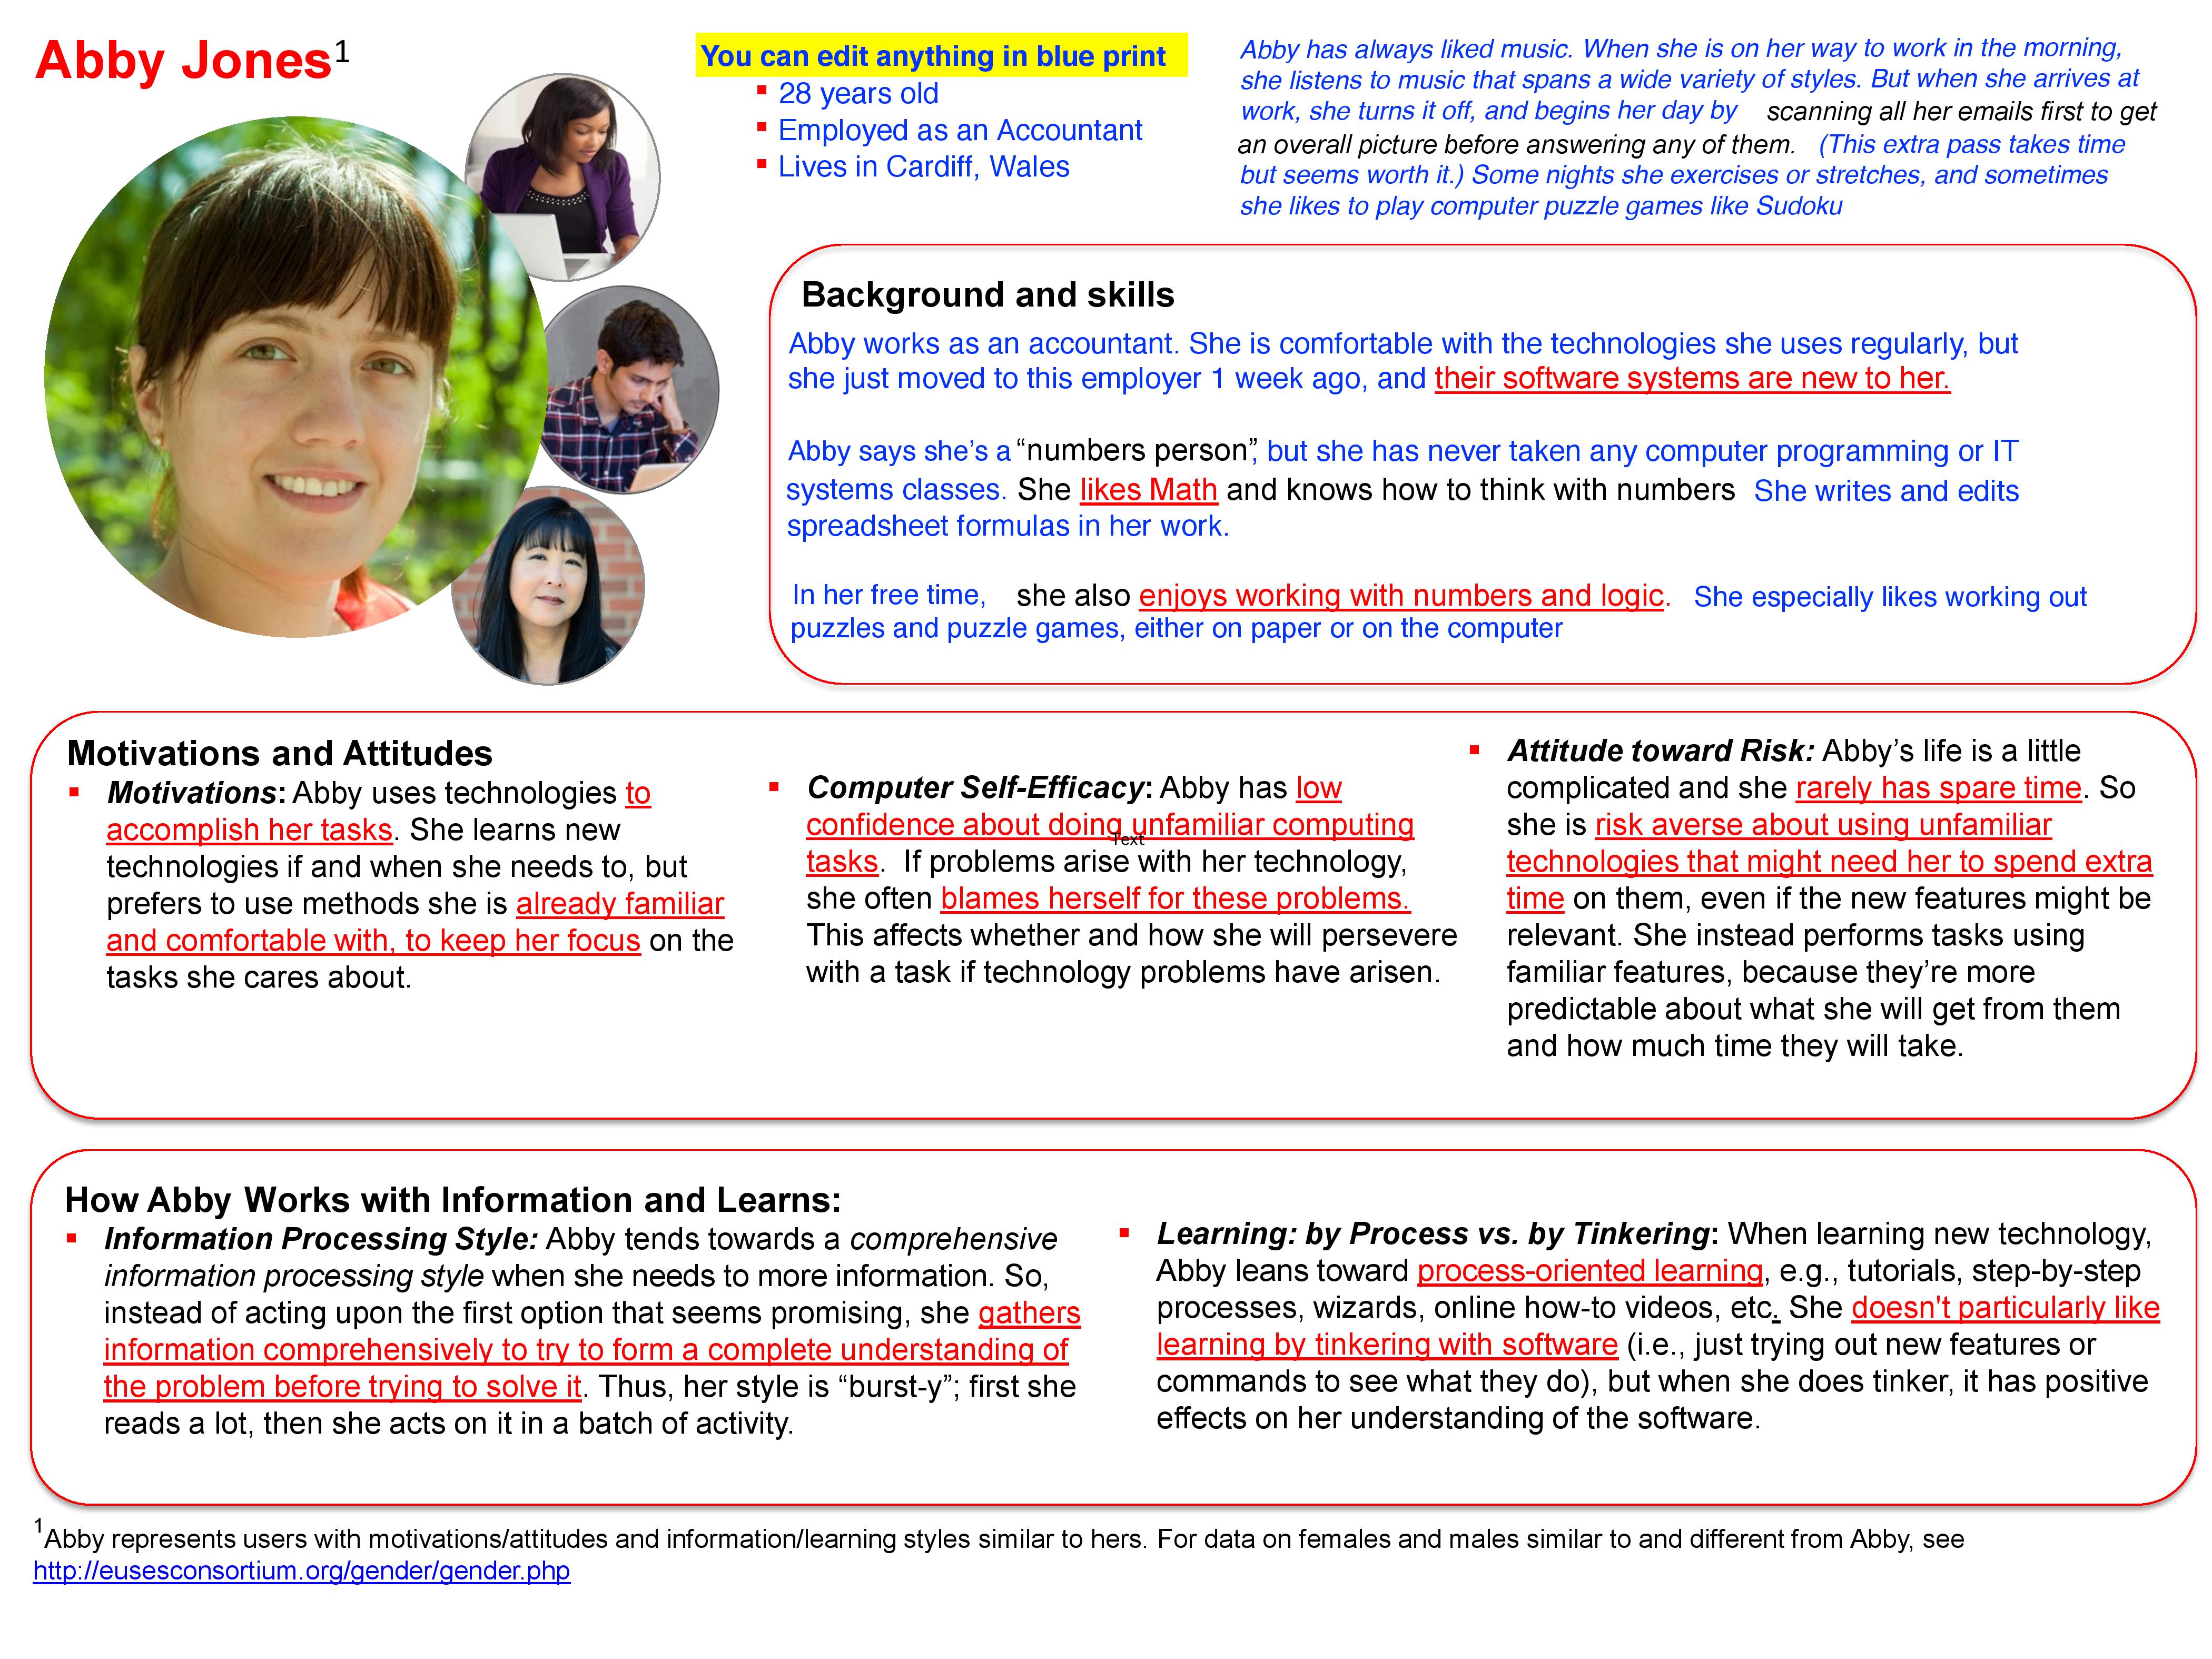 Abby Jones1
You can edit anything in blue print
▪ 28 years old
▪ Employed as an Accountant
▪ Lives in Cardiff, Wales
Abby has always liked music. When she is on her way to work in the morning,
she listens to music that spans a wide variety of styles. But when she arrives at
work, she turns it off, and begins her day by scanning all her emails first to get
an overall picture before answering any of them. (This extra pass takes time
but seems worth it.) Some nights she exercises or stretches, and sometimes
she likes to play computer puzzle games like Sudoku
Background and skills
Abby works as an accountant. She is comfortable with the technologies she uses regularly, but
she just moved to this employer 1 week ago, and their software systems are new to her.
Abby says she's a “numbers person”, but she has never taken any computer programming or IT
systems classes. She likes Math and knows how to think with numbers She writes and edits
spreadsheet formulas in her work.
In her free time, she also enjoys working with numbers and logic. She especially likes working out
puzzles and puzzle games, either on paper or on the computer
Motivations and Attitudes
▪ Motivations: Abby uses technologies to
accomplish her tasks. She learns new
technologies if and when she needs to, but
prefers to use methods she is already familiar
and comfortable with, to keep her focus on the
tasks she cares about.
▪ Computer Self-Efficacy: Abby has low
confidence about doing unfamiliar computing
Text
tasks. If problems arise with her technology,
she often blames herself for these problems.
This affects whether and how she will persevere
with a task if technology problems have arisen.
▪ Attitude toward Risk: Abby’s life is a little
complicated and she rarely has spare time. So
she is risk averse about using unfamiliar
technologies that might need her to spend extra
time on them, even if the new features might be
relevant. She instead performs tasks using
familiar features, because they’re more
predictable about what she will get from them
and how much time they will take.
How Abby Works with Information and Learns:
▪ Information Processing Style: Abby tends towards a comprehensive
information processing style when she needs to more information. So,
instead of acting upon the first option that seems promising, she gathers
information comprehensively to try to form a complete understanding of
the problem before trying to solve it. Thus, her style is “burst-y”; first she
reads a lot, then she acts on it in a batch of activity.
▪ Learning: by Process vs. by Tinkering: When learning new technology,
Abby leans toward process-oriented learning, e.g., tutorials, step-by-step
processes, wizards, online how-to videos, etc. She doesn't particularly like
learning by tinkering with software (i.e., just trying out new features or
commands to see what they do), but when she does tinker, it has positive
effects on her understanding of the software.
1Abby represents users with motivations/attitudes and information/learning styles similar to hers. For data on females and males similar to and different from Abby, see
http://eusesconsortium.org/gender/gender.php